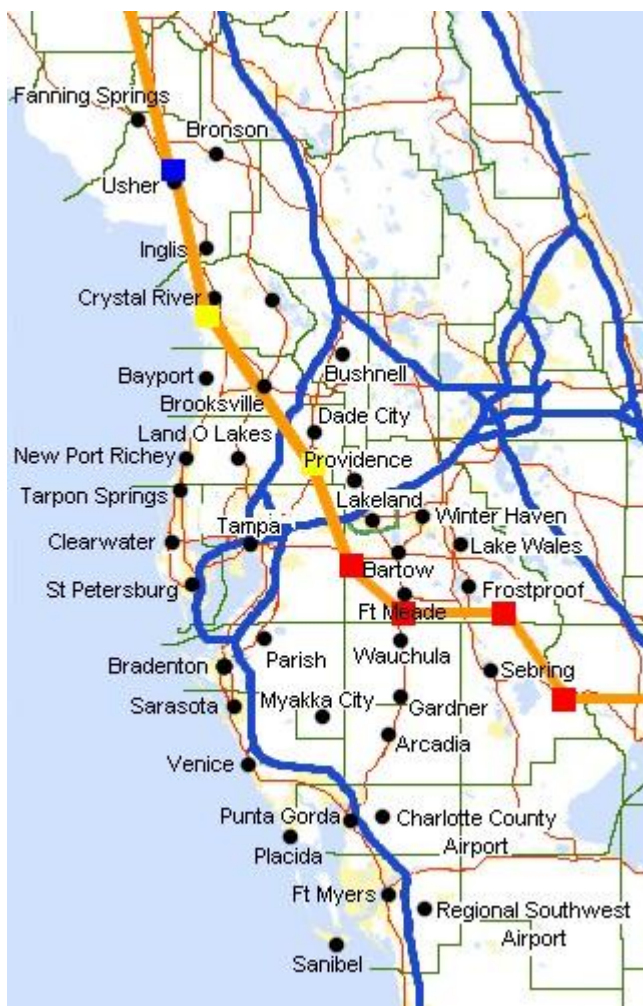 Fanning Springs
Bronson
Usher
Inglis
Crystal River
Bushnell
Bayport
Brooksville
Dade City
Land O Lakes
New Port Richey
Providence
Tarpon Springs
Lakeland
Winter Haven
Tampa
Clearwater
Lake Wales
Bartow
St Petersburg
Frostproof
Ft Meade
Parish
Wauchula
Bradenton
Sebring
Myakka City
Gardner
Sarasota
Arcadia
Venice
Punta Gorda
Charlotte County
Airport
Placida
Ft Myers
Regional Southwest
Airport
Sanibel